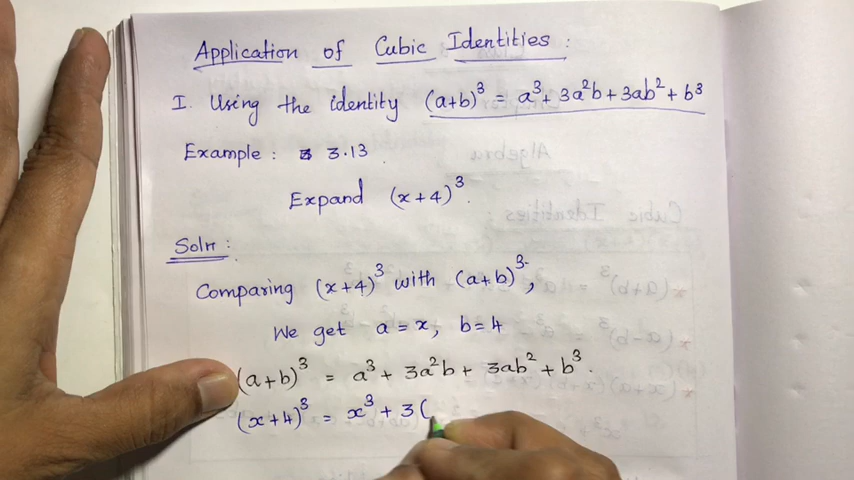 Application of Cubic Identities :
I. Using the identity (a+b)³ = a³ + 3a²b + 3ab² + b³
Example : 3.13
Expand (x+4)³.
Soln :
Comparing (x+4)³ with (a+b)³,
We get a = x, b = 4
(a+b)³ = a³ + 3a²b + 3ab² + b³.
(x+4)³ = x³ + 3(